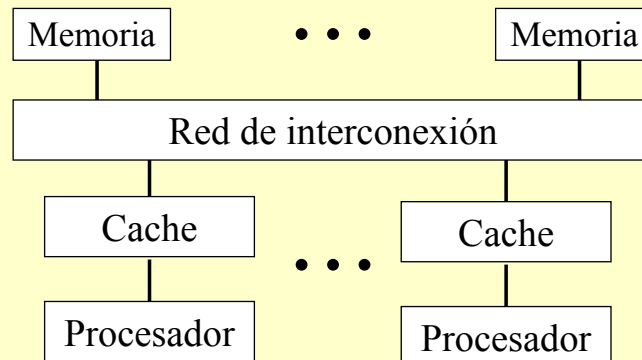 Memoria • • • Memoria
Red de interconexión
Cache Cache
• • •
Procesador Procesador